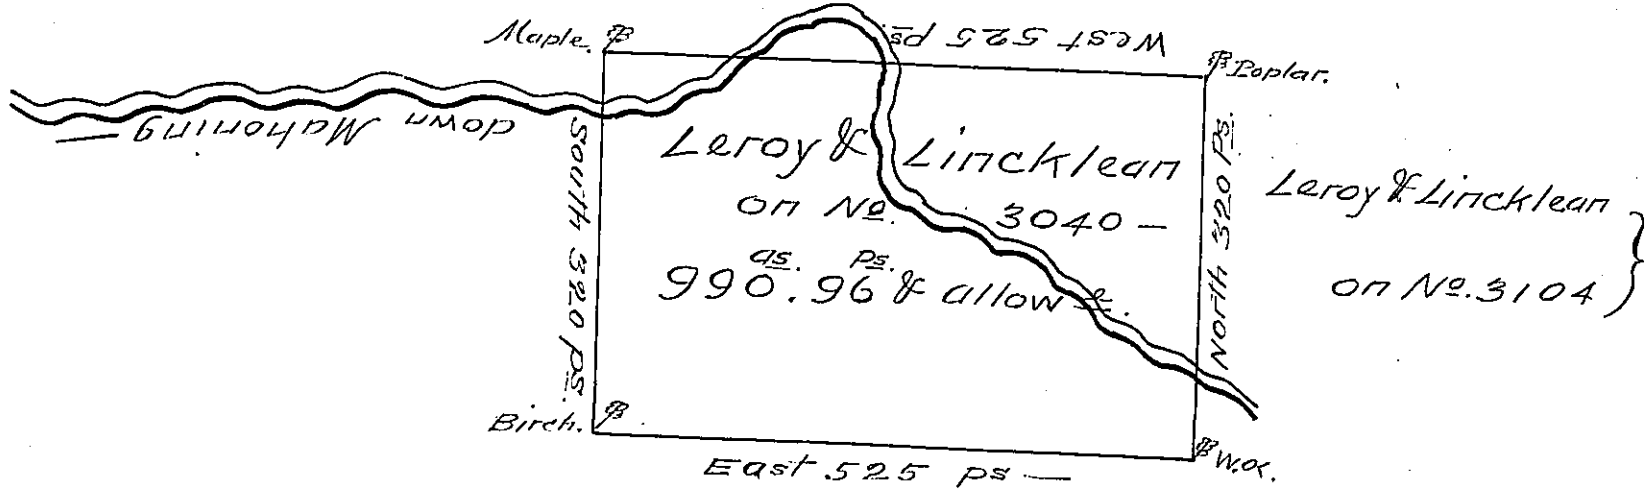 Maple.
West 525 ps.
Poplar.
down Mahoning —
South 320 ps.
Leroy & Lincklean
on No. 3040 —
as. ps.
990.96 & allow ce.
North 320 Ps.
Leroy & Lincklean
on No. 3104
Birch.
W.O.
East 525 ps —